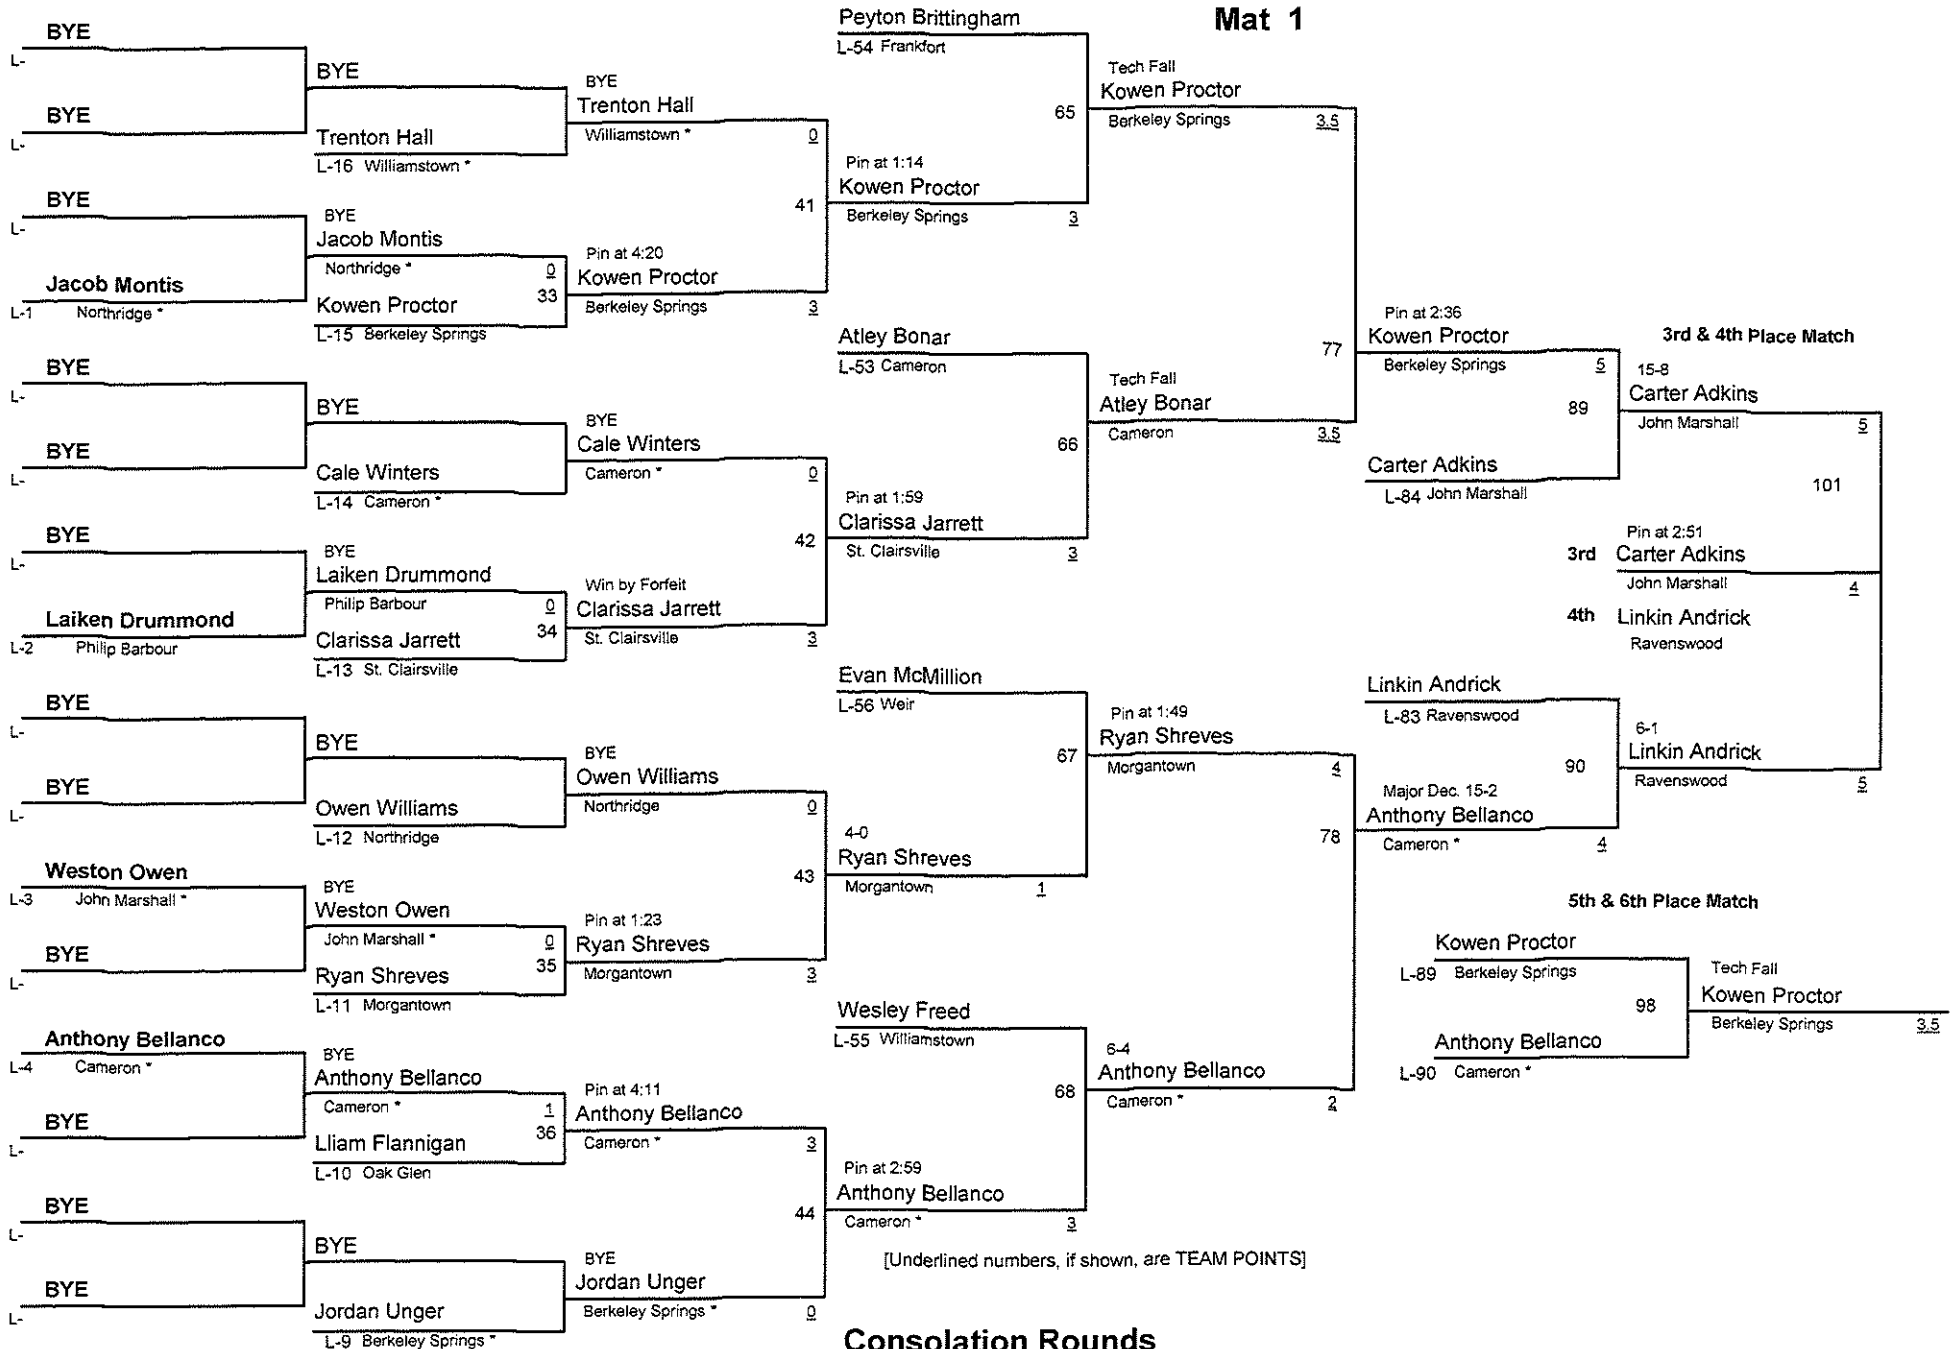 Mat 1
BYE
L-
BYE
L-
BYE
L-
Jacob Montis
L-1 Northridge *
BYE
L-
BYE
L-
BYE
L-
Laiken Drummond
L-2 Philip Barbour
BYE
L-
BYE
L-
Weston Owen
L-3 John Marshall *
BYE
L-
Anthony Bellanco
L-4 Cameron *
BYE
L-
BYE
L-
BYE
L-
BYE
Trenton Hall
L-16 Williamstown *
BYE
Jacob Montis
Northridge *
0
33
Kowen Proctor
L-15 Berkeley Springs
BYE
Cale Winters
L-14 Cameron *
BYE
Laiken Drummond
Philip Barbour
0
34
Clarissa Jarrett
L-13 St. Clairsville
BYE
Owen Williams
L-12 Northridge
BYE
Weston Owen
John Marshall *
0
35
Ryan Shreves
L-11 Morgantown
BYE
Anthony Bellanco
Cameron *
1
36
Lliam Flannigan
L-10 Oak Glen
BYE
Jordan Unger
L-9 Berkeley Springs *
BYE
Trenton Hall
Williamstown *
0
41
Pin at 4:20
Kowen Proctor
Berkeley Springs
3
BYE
Cale Winters
Cameron *
0
42
Win by Forfeit
Clarissa Jarrett
St. Clairsville
3
BYE
Owen Williams
Northridge
0
43
Pin at 1:23
Ryan Shreves
Morgantown
3
Pin at 4:11
Anthony Bellanco
Cameron *
3
44
BYE
Jordan Unger
Berkeley Springs *
0
Peyton Brittingham
L-54 Frankfort
65
Pin at 1:14
Kowen Proctor
Berkeley Springs
3
Atley Bonar
L-53 Cameron
66
Pin at 1:59
Clarissa Jarrett
St. Clairsville
3
Evan McMillion
L-56 Weir
67
4-0
Ryan Shreves
Morgantown
1
Wesley Freed
L-55 Williamstown
68
Pin at 2:59
Anthony Bellanco
Cameron *
3
Tech Fall
Kowen Proctor
Berkeley Springs
3.5
77
Tech Fall
Atley Bonar
Cameron
3.5
Pin at 1:49
Ryan Shreves
Morgantown
4
78
6-4
Anthony Bellanco
Cameron *
2
Pin at 2:36
Kowen Proctor
Berkeley Springs
5
89
Carter Adkins
L-84 John Marshall
Linkin Andrick
L-83 Ravenswood
90
Major Dec. 15-2
Anthony Bellanco
Cameron *
4
3rd & 4th Place Match
15-8
Carter Adkins
John Marshall
5
101
Pin at 2:51
3rd Carter Adkins
John Marshall
4
4th Linkin Andrick
Ravenswood
6-1
Linkin Andrick
Ravenswood
5
5th & 6th Place Match
Kowen Proctor
L-89 Berkeley Springs
98
Anthony Bellanco
L-90 Cameron *
Tech Fall
Kowen Proctor
Berkeley Springs
3.5
[Underlined numbers, if shown, are TEAM POINTS]
Consolation Rounds